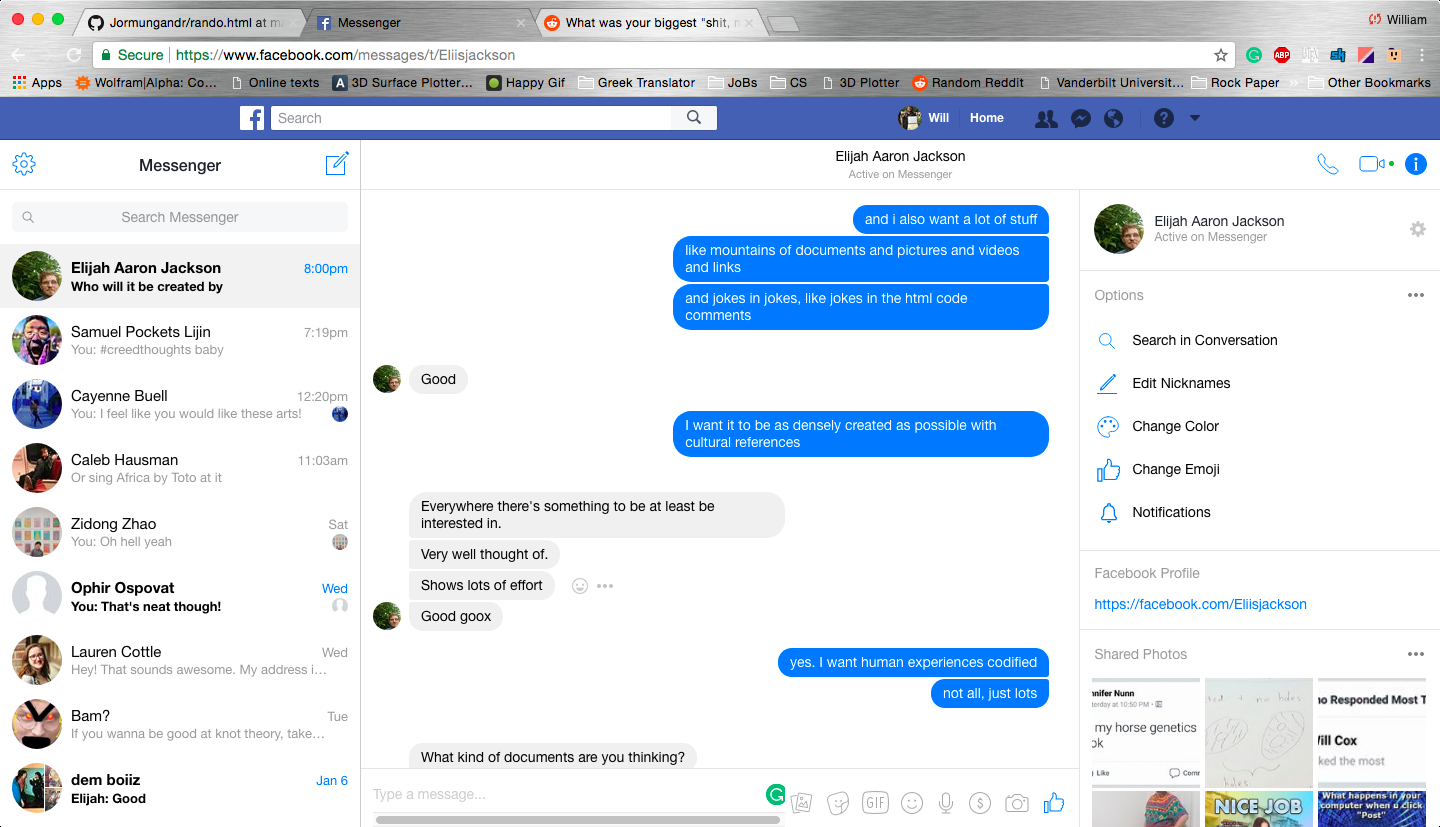 Jormungandr/rando.html at ma
Messenger
What was your biggest "shit, n
William
Secure
https://www.facebook.com/messages/t/Eliisjackson
ABP
Apps
Wolfram|Alpha: Co...
Online texts
A
3D Surface Plotter...
Happy Gif
Greek Translator
JoBs
CS
3D Plotter
Random Reddit
Vanderbilt Universit...
Rock Paper
»
Other Bookmarks
Search
Will
Home
Messenger
Search Messenger
Elijah Aaron Jackson
8:00pm
Who will it be created by
Samuel Pockets Lijin
7:19pm
You: #creedthoughts baby
Cayenne Buell
12:20pm
You: I feel like you would like these arts!
Caleb Hausman
11:03am
Or sing Africa by Toto at it
Zidong Zhao
Sat
You: Oh hell yeah
Ophir Ospovat
Wed
You: That's neat though!
Lauren Cottle
Wed
Hey! That sounds awesome. My address i...
Bam?
Tue
If you wanna be good at knot theory, take...
dem boiiz
Jan 6
Elijah: Good
Elijah Aaron Jackson
Active on Messenger
and i also want a lot of stuff
like mountains of documents and pictures and videos
and links
and jokes in jokes, like jokes in the html code
comments
Good
I want it to be as densely created as possible with
cultural references
Everywhere there's something to be at least be
interested in.
Very well thought of.
Shows lots of effort
Good goox
yes. I want human experiences codified
not all, just lots
What kind of documents are you thinking?
Type a message...
GIF
Elijah Aaron Jackson
Active on Messenger
Options
Search in Conversation
Edit Nicknames
Change Color
Change Emoji
Notifications
Facebook Profile
https://facebook.com/Eliisjackson
Shared Photos
nnifer Nunn
terday at 10:50 PM
my horse genetics
ok
Like
Comr
holes
no Responded Most T
Will Cox
ked the most
NICE JOB
What happens in your
computer when u click
"Post"